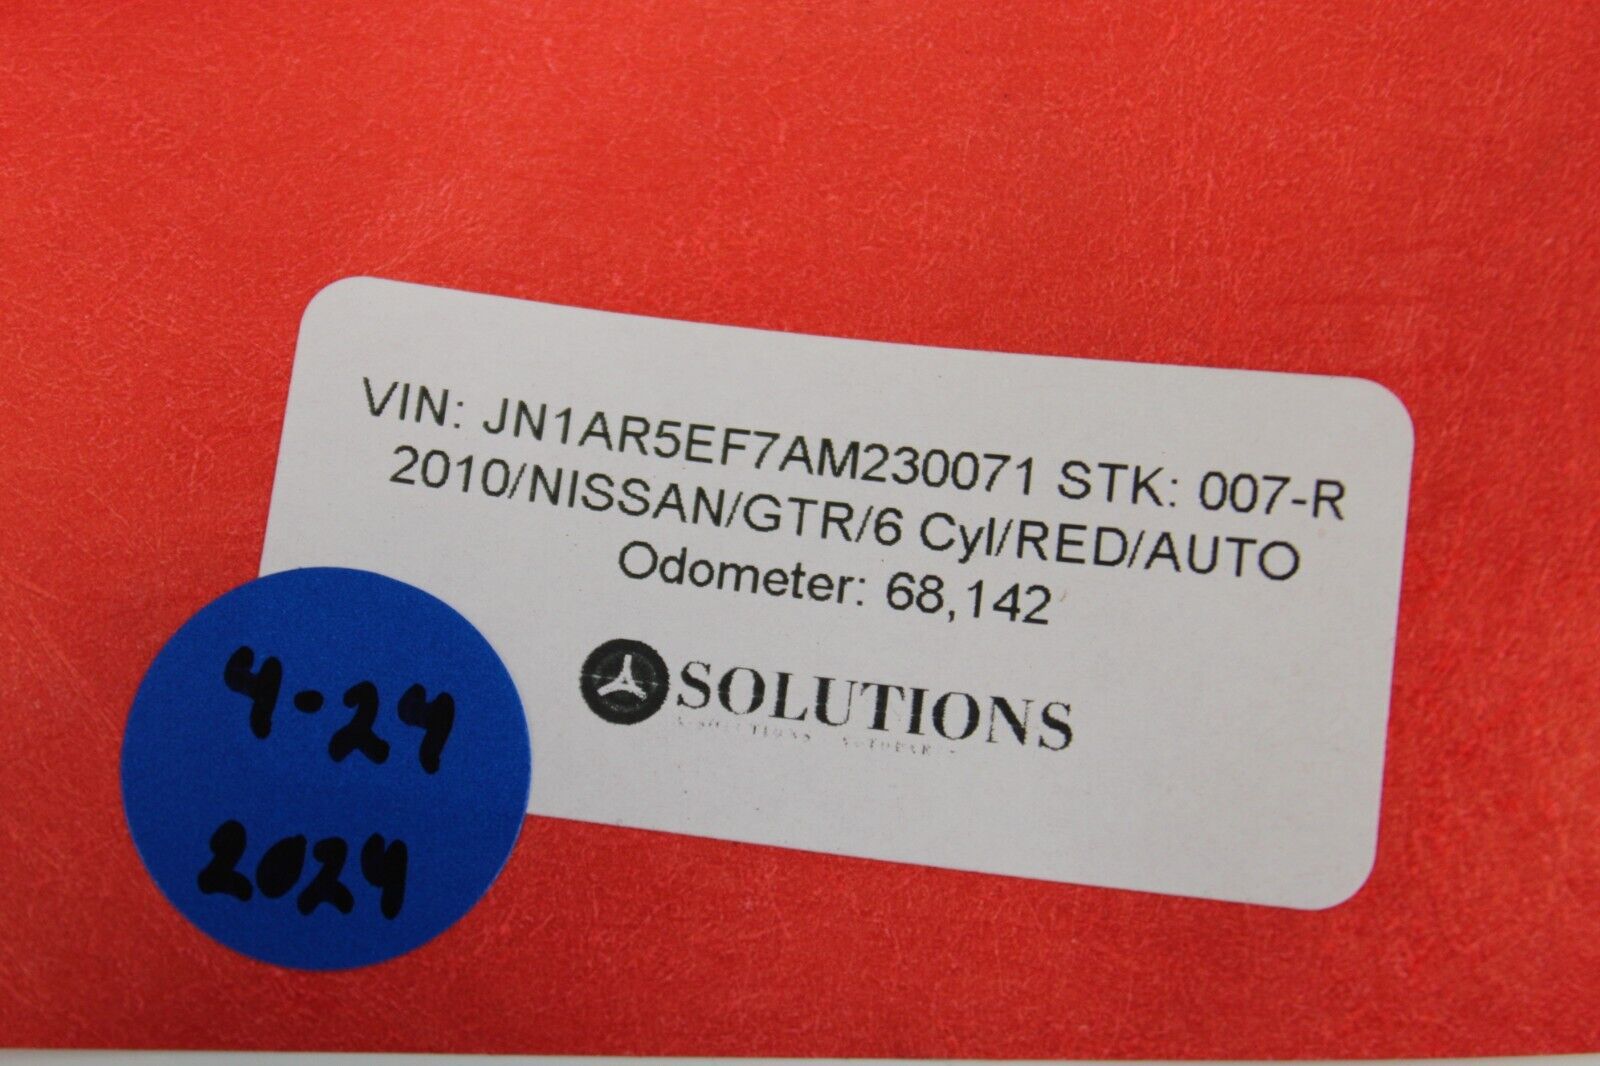 VIN: JN1AR5EF7AM230071 STK: 007-R
2010/NISSAN/GTR/6 Cyl/RED/AUTO
Odometer: 68,142
SOLUTIONS
4-24
2024